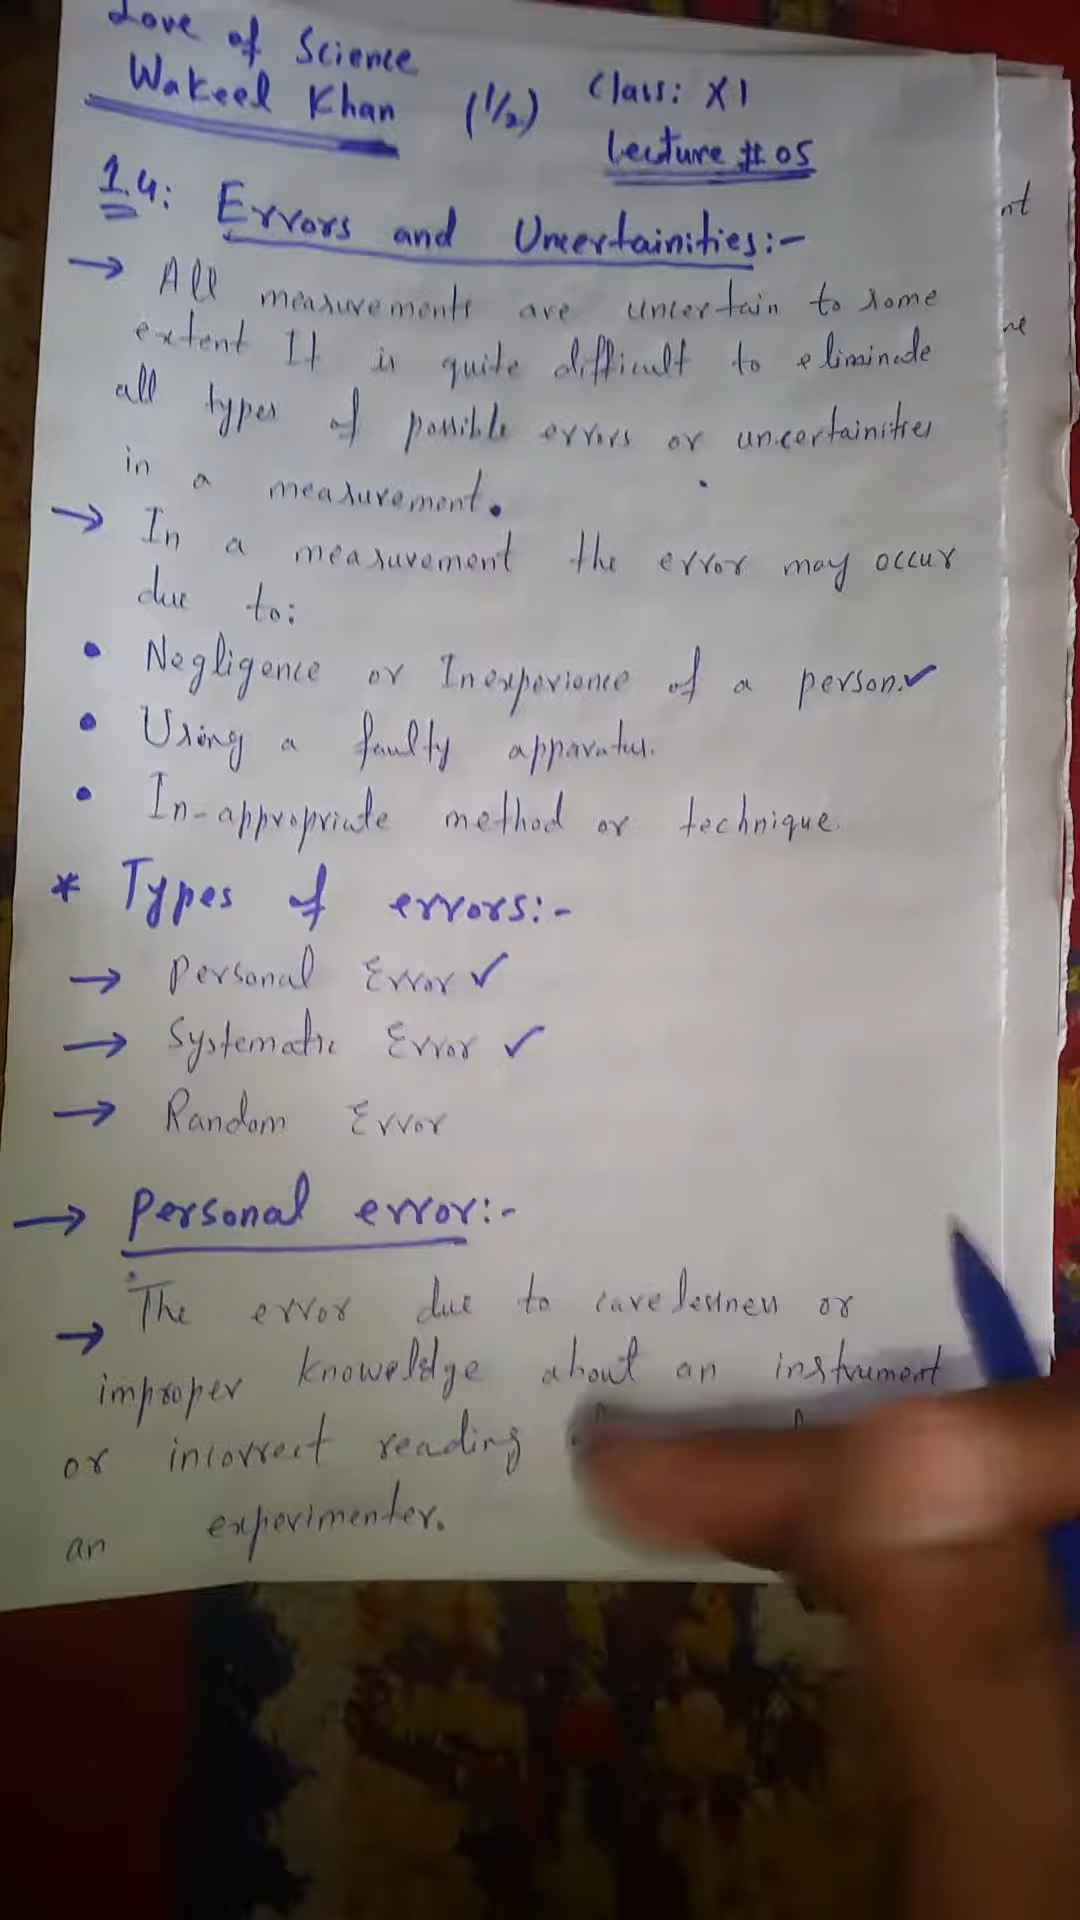 Love of Science
Wakeel Khan (1/2) Class: XI
Lecture # 05
1.4: Errors and Uncertainities:-
→ All measurements are uncertain to some
extent It is quite difficult to eliminade
all types of possible errors or uncertainities
in a measurement.
→ In a measurement the error may occur
due to:
• Negligence or Inexperience of a person. ✓
• Using a faulty apparatus.
• In-appropriate method or technique.
* Types of errors:-
→ Personal Error ✓
→ Systematic Error ✓
→ Random Error
→ Personal error:-
→ The error due to carelessness or
improper knoweldge about an instrument
or incorrect reading
an experimenter.
nt
ne